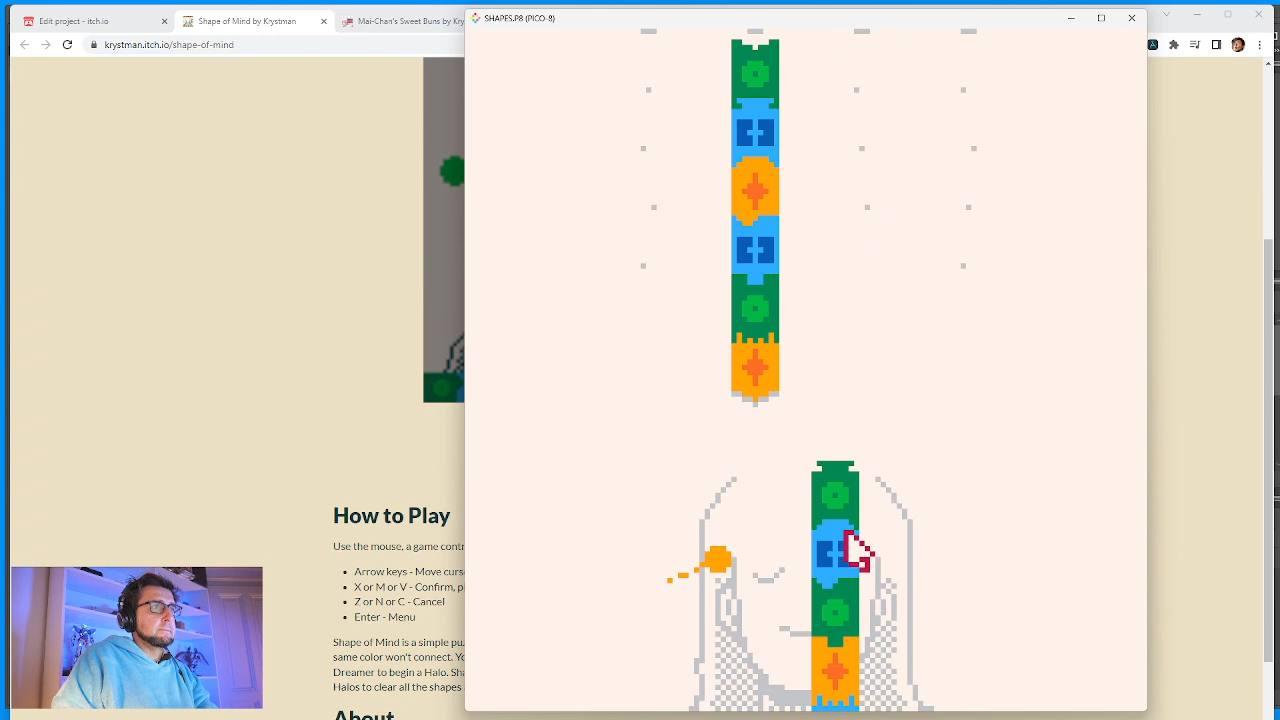 Edit project - itch.io
Shape of Mind by Krystman
Mai-Chan's Sweet Buns by Kry
krystman.itch.io/shape-of-mind
SHAPES.P8 (PICO-8)
How to Play
Use the mouse, a game contr
Arrow keys - Move curs
X or M or V - Confirm, p
Z or N or C - Cancel
Enter - Menu
Shape of Mind is a simple puz
same color won't connect. Yo
Dreamer to begin a Halo. Sha
Halos to clear all the shapes
About